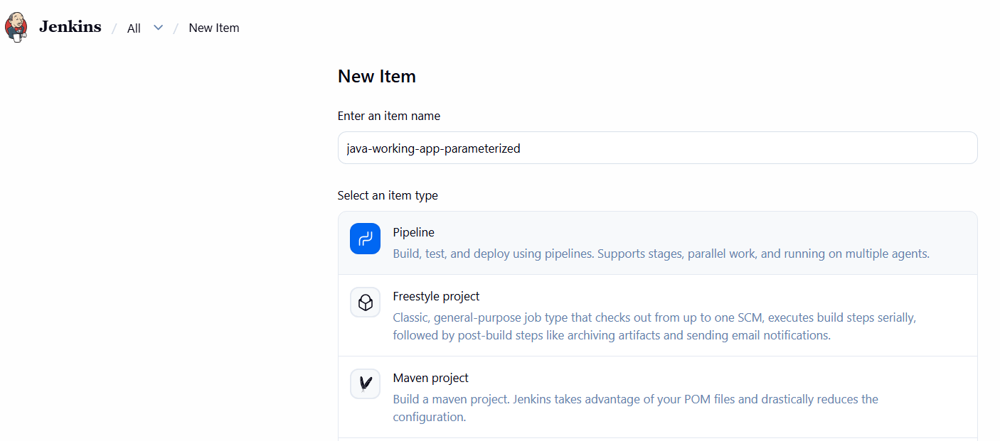 Jenkins / All / New Item
New Item
Enter an item name
java-working-app-parameterized
Select an item type
Pipeline
Build, test, and deploy using pipelines. Supports stages, parallel work, and running on multiple agents.
Freestyle project
Classic, general-purpose job type that checks out from up to one SCM, executes build steps serially,
followed by post-build steps like archiving artifacts and sending email notifications.
Maven project
Build a maven project. Jenkins takes advantage of your POM files and drastically reduces the
configuration.